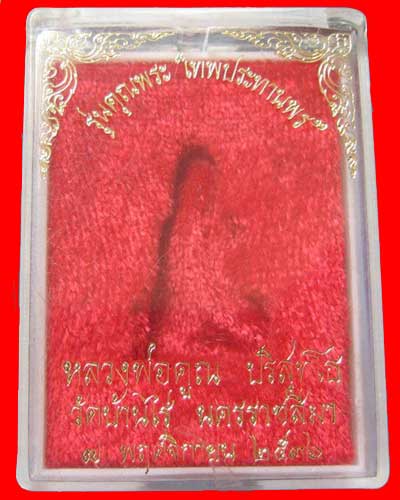 รุ่นคุณพระ "เทพประทานพร"
หลวงพ่อคูณ ปริสุทฺโธ
วัดบ้านไร่ นครราชสีมา
๗ พฤศจิกายน ๒๕๓๖